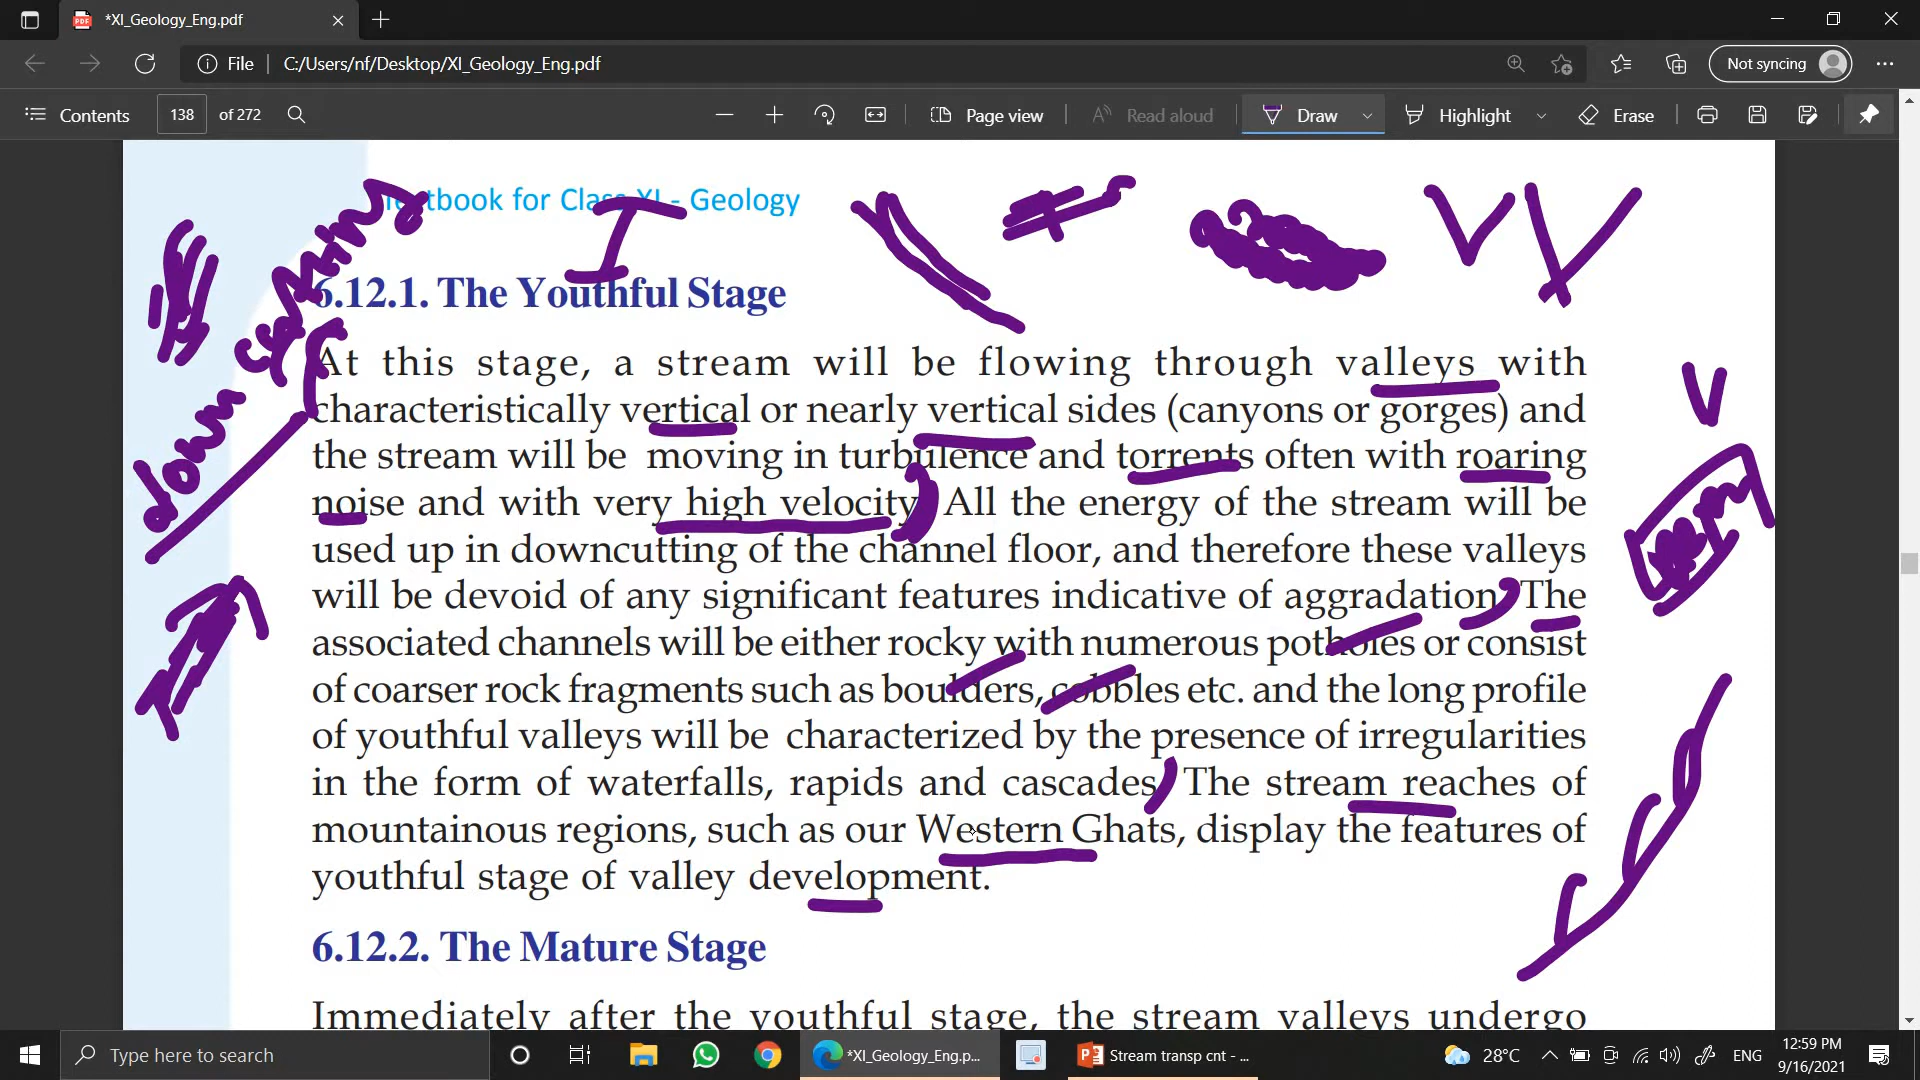 *XI_Geology_Eng.pdf
File C:/Users/nf/Desktop/XI_Geology_Eng.pdf Not syncing
Contents 138 of 272 Page view Read aloud Draw Highlight Erase
Textbook for Class XI - Geology
I
6.12.1. The Youthful Stage
At this stage, a stream will be flowing through valleys with
characteristically vertical or nearly vertical sides (canyons or gorges) and
the stream will be moving in turbulence and torrents often with roaring
noise and with very high velocity. All the energy of the stream will be
used up in downcutting of the channel floor, and therefore these valleys
will be devoid of any significant features indicative of aggradation. The
associated channels will be either rocky with numerous potholes or consist
of coarser rock fragments such as boulders, cobbles etc. and the long profile
of youthful valleys will be characterized by the presence of irregularities
in the form of waterfalls, rapids and cascades. The stream reaches of
mountainous regions, such as our Western Ghats, display the features of
youthful stage of valley development.
6.12.2. The Mature Stage
Immediately after the youthful stage, the stream valleys undergo
Type here to search *XI_Geology_Eng.p... Stream transp cnt - ... 28°C ENG 12:59 PM
9/16/2021